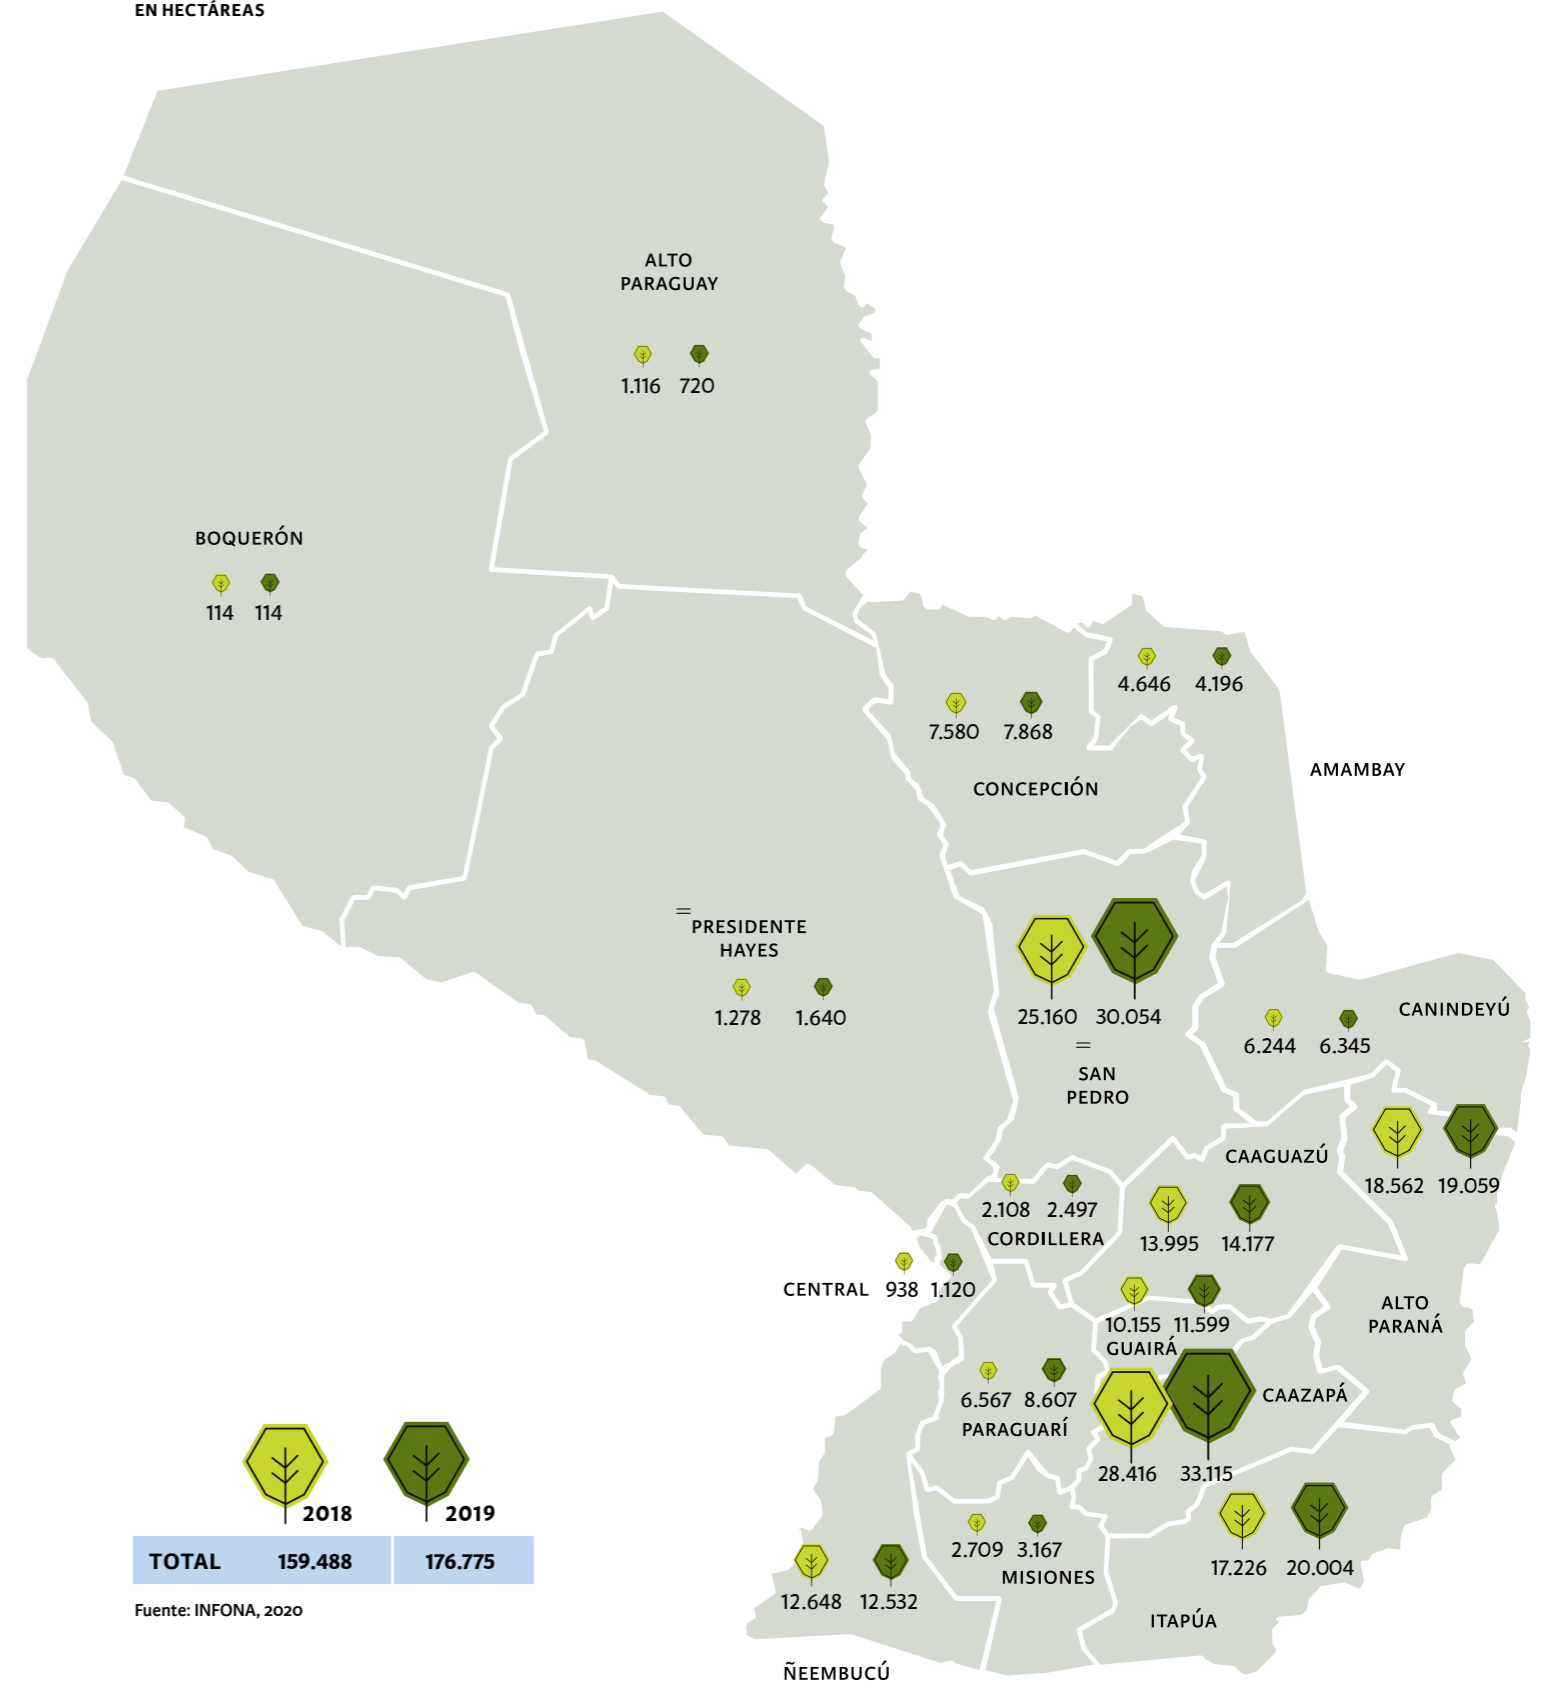 EN HECTÁREAS
ALTO
PARAGUAY
1.116 720
BOQUERÓN
114 114
4.646 4.196
7.580 7.868
AMAMBAY
CONCEPCIÓN
=
PRESIDENTE
HAYES
1.278 1.640
25.160 30.054
=
SAN
PEDRO
CANINDEYÚ
6.244 6.345
CAAGUAZÚ
18.562 19.059
2.108 2.497
CORDILLERA
13.995 14.177
CENTRAL 938 1.120
ALTO
PARANÁ
10.155 11.599
GUAIRÁ
6.567 8.607
PARAGUARÍ
CAAZAPÁ
28.416 33.115
2018 2019
TOTAL 159.488 176.775
Fuente: INFONA, 2020
2.709 3.167
MISIONES
17.226 20.004
12.648 12.532
ITAPÚA
ÑEEMBUCÚ